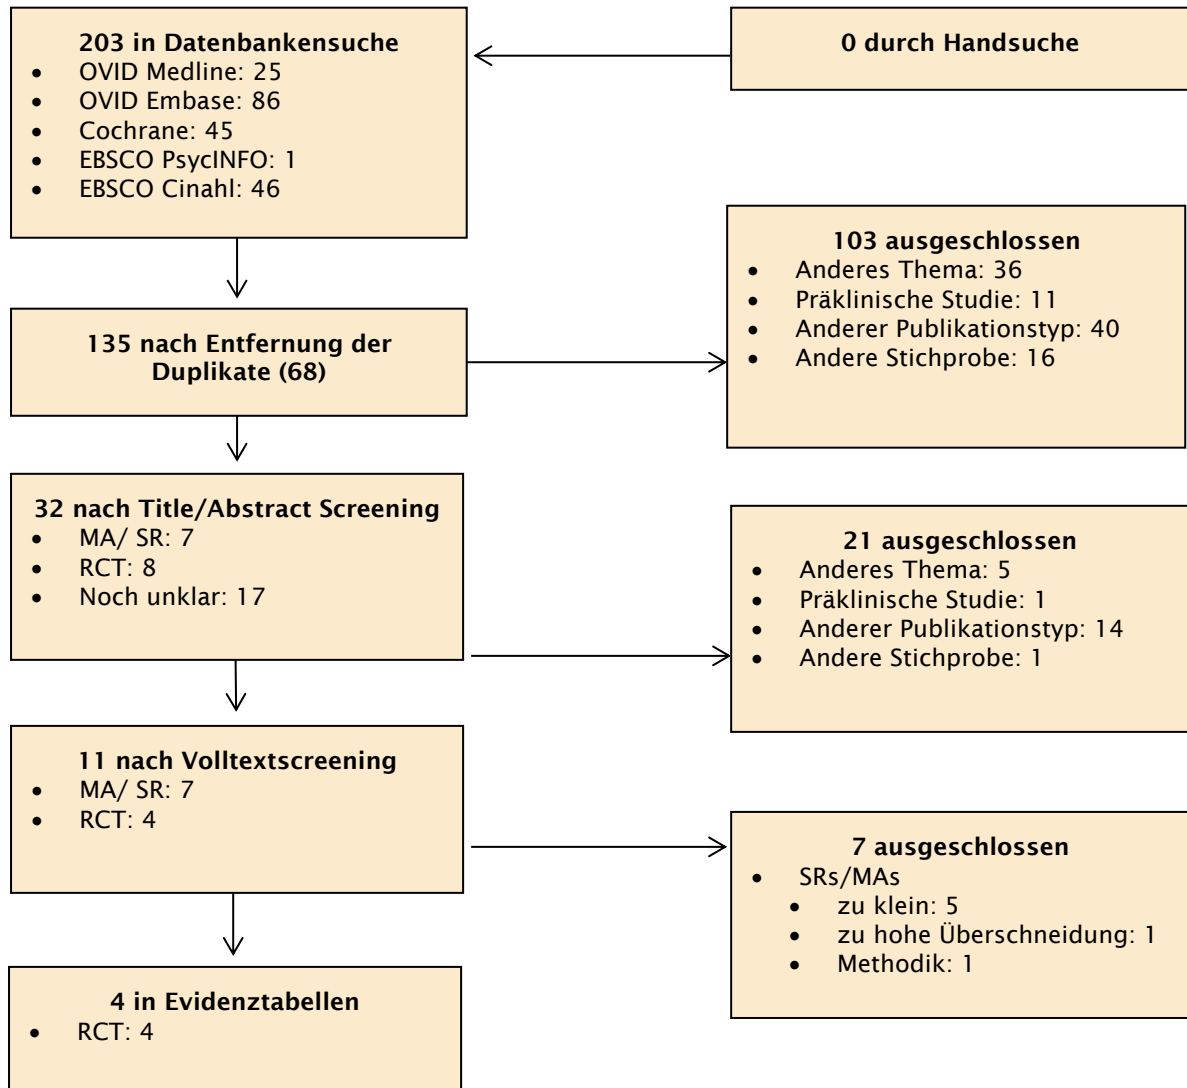 203 in Datenbankensuche
• OVID Medline: 25
• OVID Embase: 86
• Cochrane: 45
• EBSCO PsycINFO: 1
• EBSCO Cinahl: 46
0 durch Handsuche
135 nach Entfernung der
Duplikate (68)
103 ausgeschlossen
• Anderes Thema: 36
• Präklinische Studie: 11
• Anderer Publikationstyp: 40
• Andere Stichprobe: 16
32 nach Title/Abstract Screening
• MA/ SR: 7
• RCT: 8
• Noch unklar: 17
21 ausgeschlossen
• Anderes Thema: 5
• Präklinische Studie: 1
• Anderer Publikationstyp: 14
• Andere Stichprobe: 1
11 nach Volltextscreening
• MA/ SR: 7
• RCT: 4
7 ausgeschlossen
• SRs/MAs
• zu klein: 5
• zu hohe Überschneidung: 1
• Methodik: 1
4 in Evidenztabellen
• RCT: 4